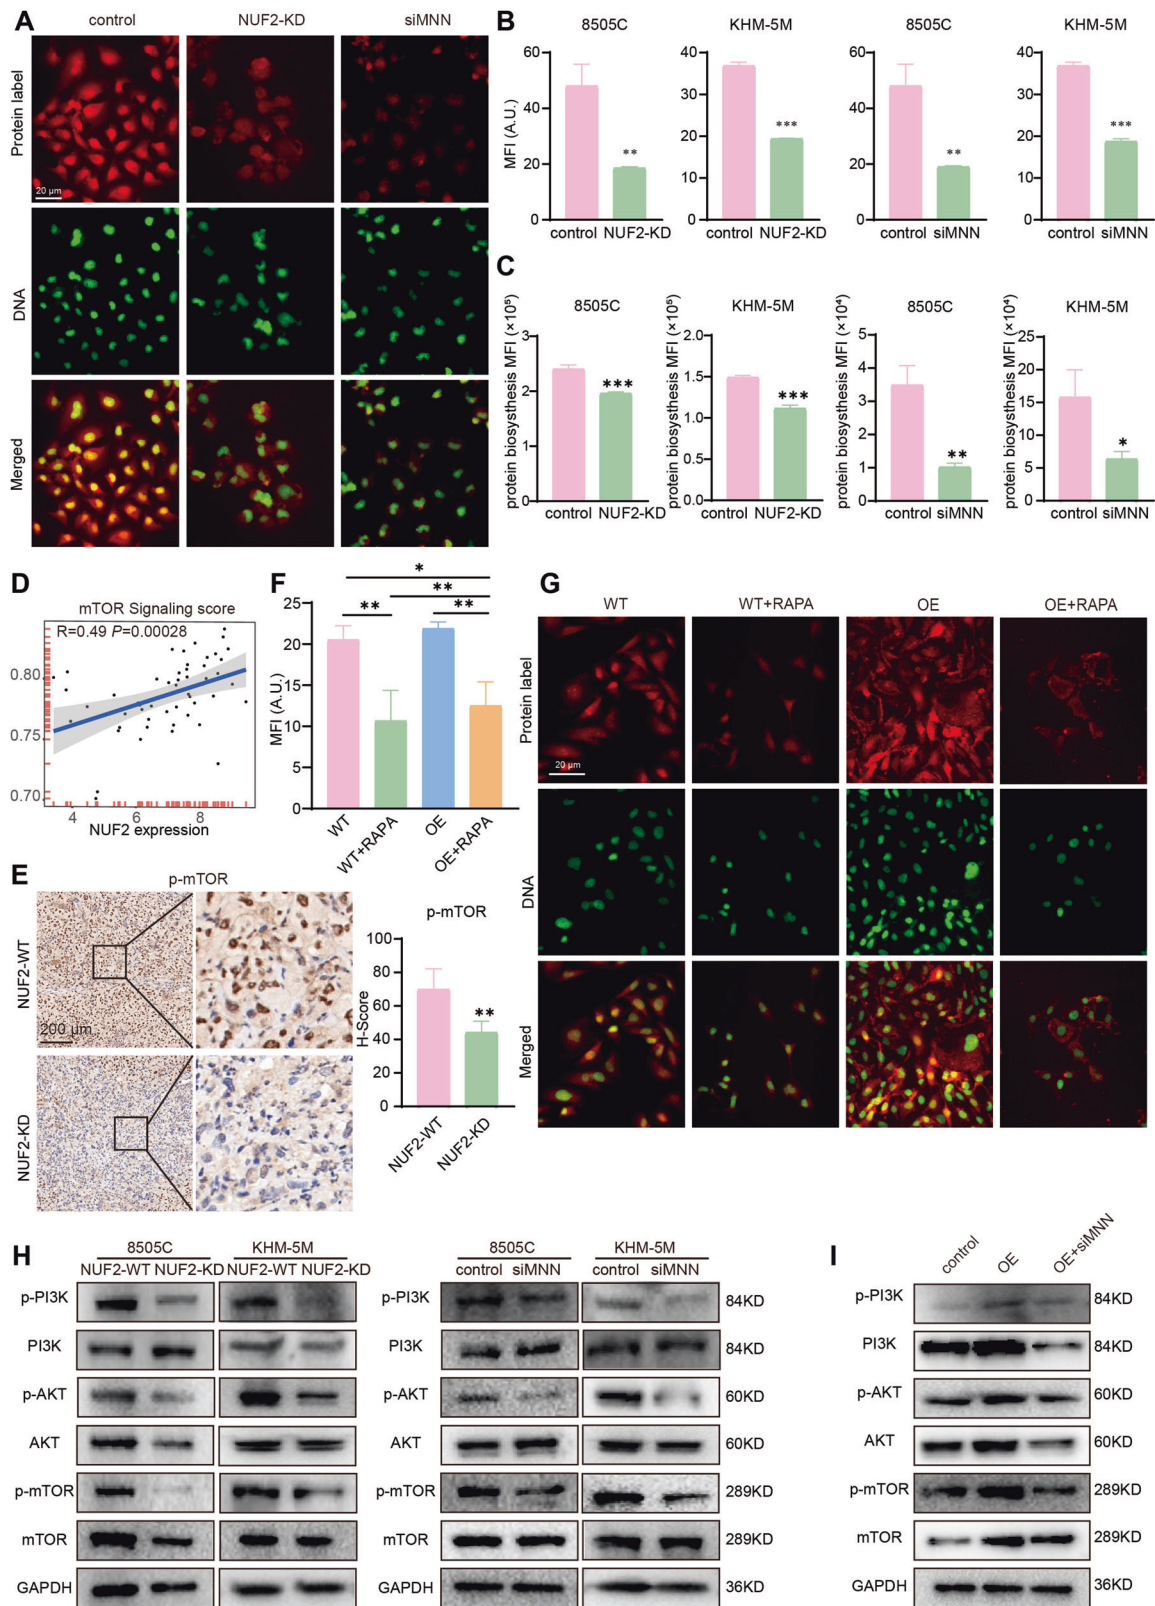 A
control NUF2-KD siMNN
Protein label
20 µm
DNA
Merged
B
8505C KHM-5M 8505C KHM-5M
MFI (A.U.)
60 40 60 40
40 30 40 30
20 20 20 20
0 10 0 10
0 0
** *** ** ***
control NUF2-KD control NUF2-KD control siMNN control siMNN
C
8505C KHM-5M 8505C KHM-5M
protein biosysthesis MFI (×10⁵)
3
2
1
0
***
control NUF2-KD
protein biosysthesis MFI (×10⁵)
2.0
1.5
1.0
0.5
0.0
***
control NUF2-KD
protein biosysthesis MFI (×10⁴)
5
4
3
2
1
0
**
control siMNN
protein biosysthesis MFI (×10⁴)
25
20
15
10
5
0
*
control siMNN
D
mTOR Signaling score
R=0.49 P=0.00028
0.80
0.75
0.70
4 6 8
NUF2 expression
F
MFI (A.U.)
25
20
15
10
5
0
*
**
** **
WT WT+RAPA OE OE+RAPA
G
WT WT+RAPA OE OE+RAPA
Protein label
20 µm
DNA
Merged
E
p-mTOR
NUF2-WT
200 µm
NUF2-KD
p-mTOR
H-Score
100
80
60
40
20
0
**
NUF2-WT NUF2-KD
H
8505C KHM-5M 8505C KHM-5M
NUF2-WT NUF2-KD NUF2-WT NUF2-KD control siMNN control siMNN
p-PI3K p-PI3K 84KD
PI3K PI3K 84KD
p-AKT p-AKT 60KD
AKT AKT 60KD
p-mTOR p-mTOR 289KD
mTOR mTOR 289KD
GAPDH GAPDH 36KD
I
control OE OE+siMNN
p-PI3K 84KD
PI3K 84KD
p-AKT 60KD
AKT 60KD
p-mTOR 289KD
mTOR 289KD
GAPDH 36KD